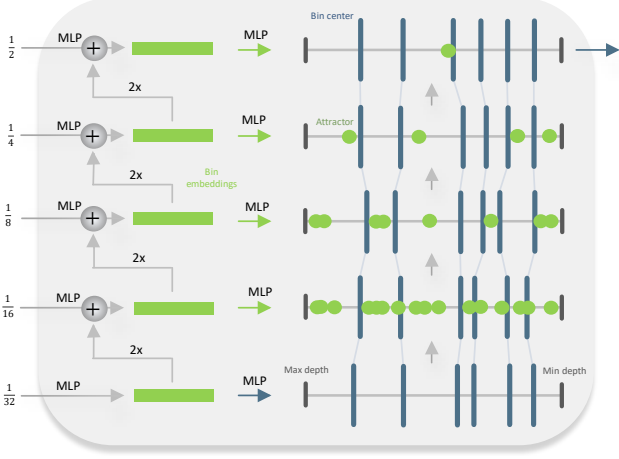 Bin center
1/2
MLP
+
MLP
2x
Attractor
1/4
MLP
+
MLP
2x
Bin
embeddings
1/8
MLP
+
MLP
2x
1/16
MLP
+
MLP
2x
Max depth
Min depth
1/32
MLP
MLP